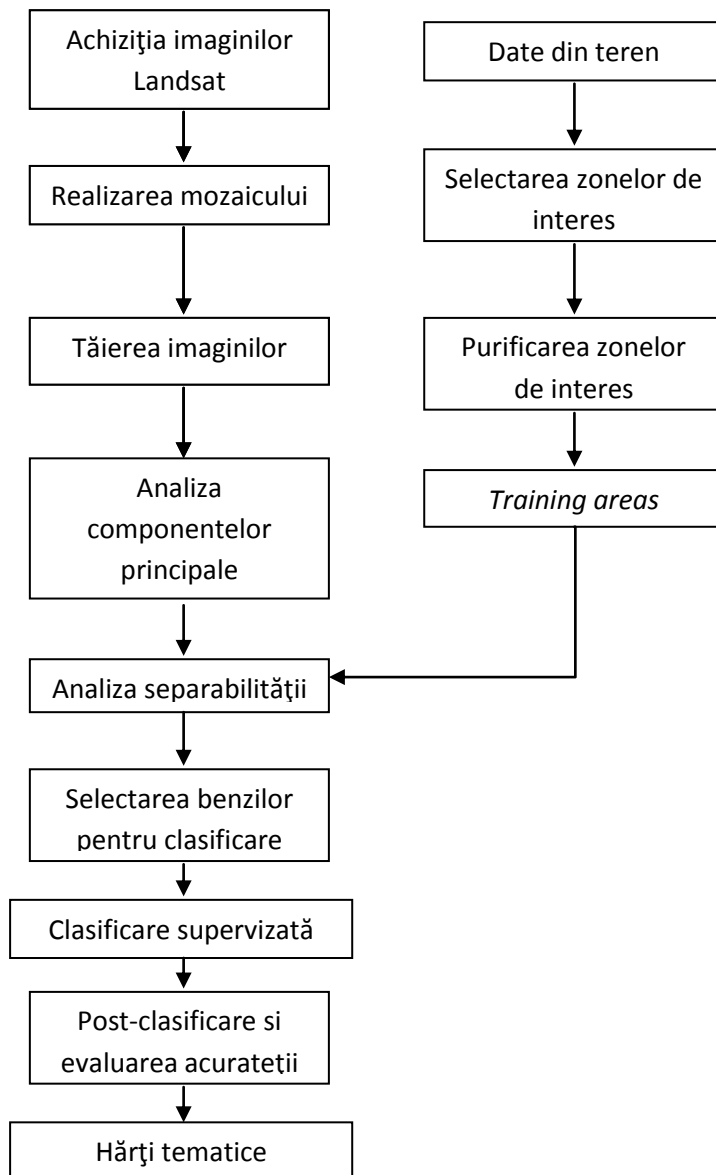 Achiziţia imaginilor
Landsat
Realizarea mozaicului
Tăierea imaginilor
Analiza
componentelor
principale
Analiza separabilităţii
Selectarea benzilor
pentru clasificare
Clasificare supervizată
Post-clasificare si
evaluarea acurateţii
Hărţi tematice
Date din teren
Selectarea zonelor de
interes
Purificarea zonelor
de interes
Training areas